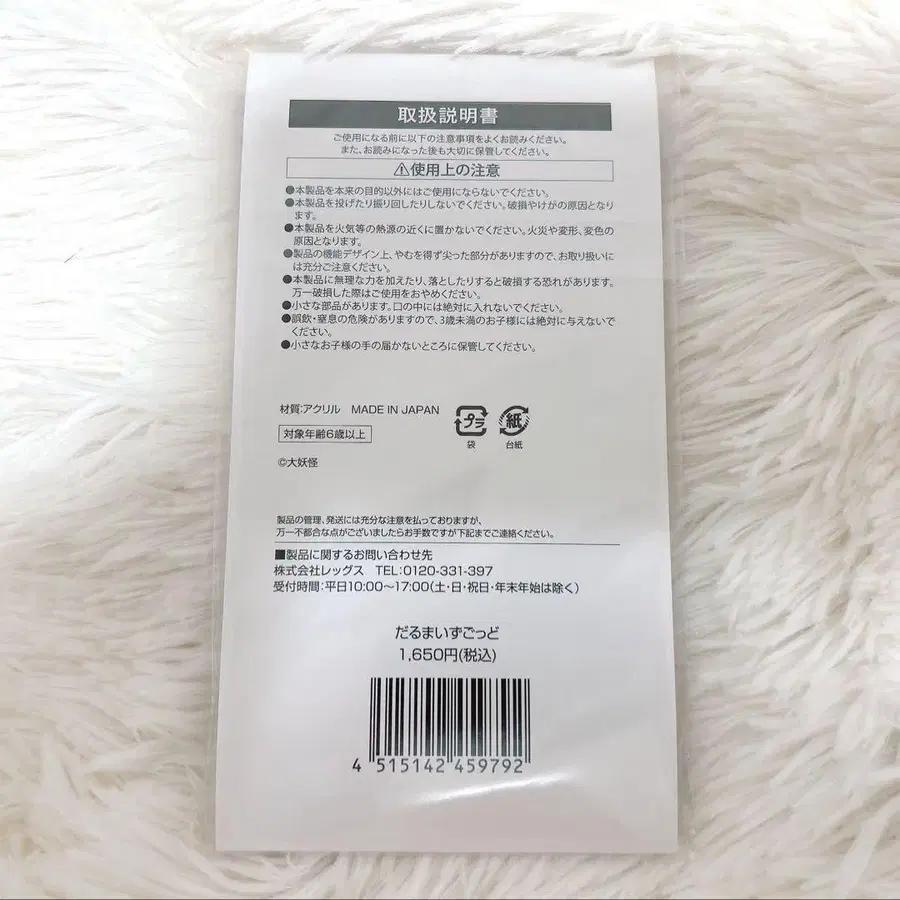 取扱説明書
ご使用になる前に以下の注意事項をよくお読みください。
また、お読みになった後も大切に保管してください。
⚠使用上の注意
●本製品を本来の目的以外にはご使用にならないでください。
●本製品を投げたり振り回したりしないでください。破損やけがの原因となり
ます。
●本製品を火気等の熱源の近くに置かないでください。火災や変形、変色の
原因となります。
●製品の機能デザイン上、やむを得ず尖った部分がありますので、お取り扱いに
は充分ご注意ください。
●本製品に無理な力を加えたり、落としたりすると破損する恐れがあります。
万一破損した際はご使用をおやめください。
●小さな部品があります。口の中には絶対に入れないでください。
●誤飲・窒息の危険がありますので、3歳未満のお子様には絶対に与えないで
ください。
●小さなお子様の手の届かないところに保管してください。
材質:アクリル MADE IN JAPAN
プラ 紙
袋 台紙
対象年齢6歳以上
©大妖怪
製品の管理、発送には充分な注意を払っておりますが、
万一不都合な点がございましたらお手数ですが下記までご連絡ください。
■製品に関するお問い合わせ先
株式会社レッグス TEL:0120-331-397
受付時間:平日10:00～17:00(土・日・祝日・年末年始は除く)
だるまいずごっど
1,650円(税込)
4 515142 459792